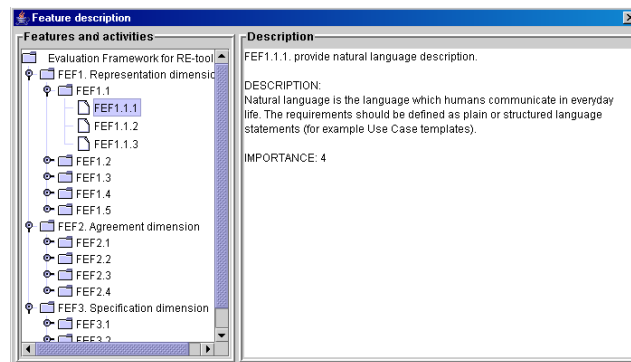 Feature description
Features and activities
Evaluation Framework for RE-tool
FEF1. Representation dimensic
FEF1.1
FEF1.1.1
FEF1.1.2
FEF1.1.3
FEF1.2
FEF1.3
FEF1.4
FEF1.5
FEF2. Agreement dimension
FEF2.1
FEF2.2
FEF2.3
FEF2.4
FEF3. Specification dimension
FEF3.1
FEF3.2
Description
FEF1.1.1. provide natural language description.
DESCRIPTION:
Natural language is the language which humans communicate in everyday
life. The requirements should be defined as plain or structured language
statements (for example Use Case templates).
IMPORTANCE: 4